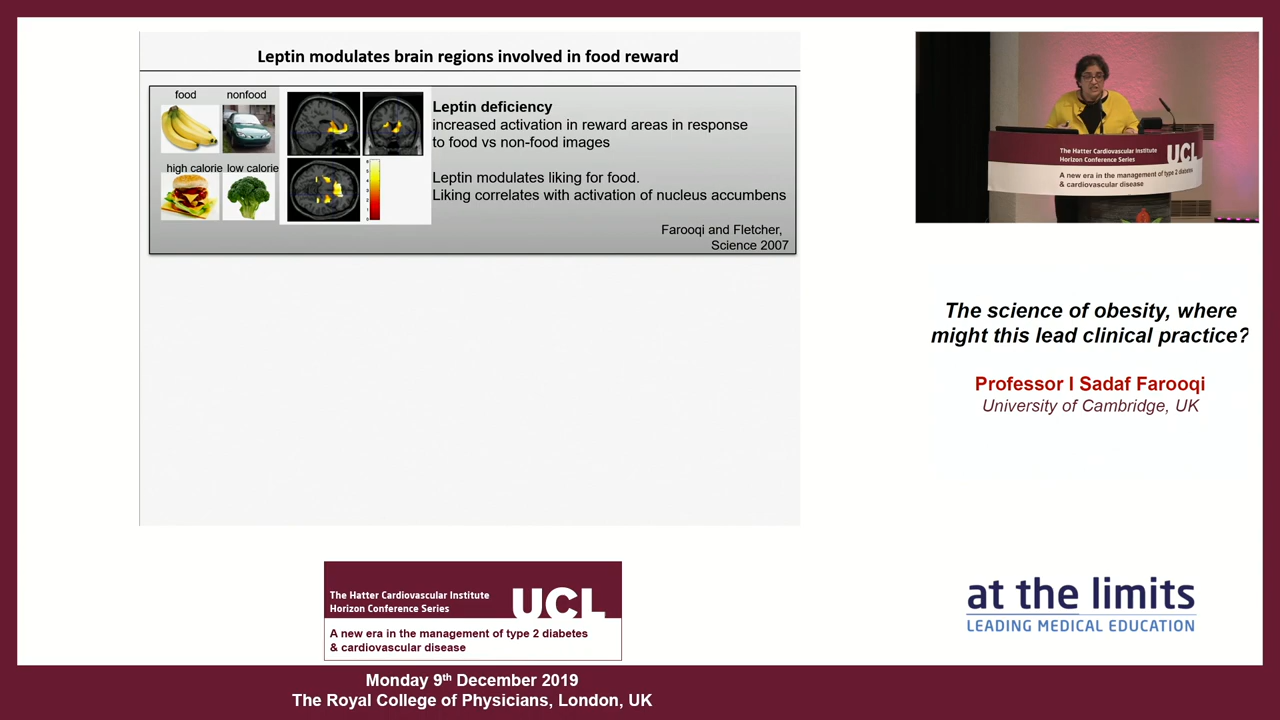 Leptin modulates brain regions involved in food reward
food nonfood
high calorie low calorie
Leptin deficiency
increased activation in reward areas in response
to food vs non-food images
Leptin modulates liking for food.
Liking correlates with activation of nucleus accumbens
Farooqi and Fletcher,
Science 2007
The Hatter Cardiovascular Institute
Horizon Conference Series
UCL
A new era in the management of type 2 diabetes
& cardiovascular disease
The science of obesity, where
might this lead clinical practice?
Professor I Sadaf Farooqi
University of Cambridge, UK
at the limits
LEADING MEDICAL EDUCATION
The Hatter Cardiovascular Institute
Horizon Conference Series
UCL
A new era in the management of type 2 diabetes
& cardiovascular disease
Monday 9th December 2019
The Royal College of Physicians, London, UK